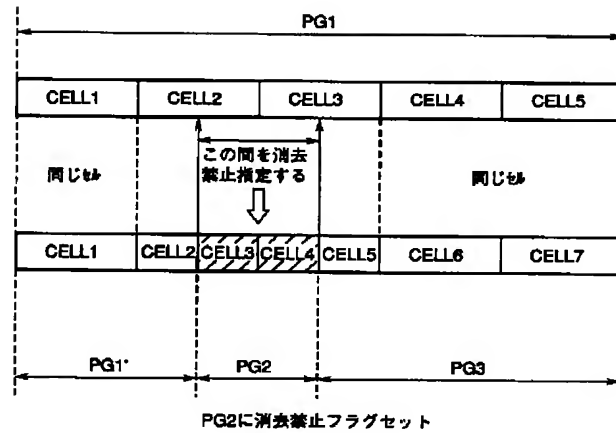 PG1
CELL1 CELL2 CELL3 CELL4 CELL5
この間を消去
禁止指定する
同じセル 同じセル
CELL1 CELL2 CELL3 CELL4 CELL5 CELL6 CELL7
PG1' PG2 PG3
PG2に消去禁止フラグセット